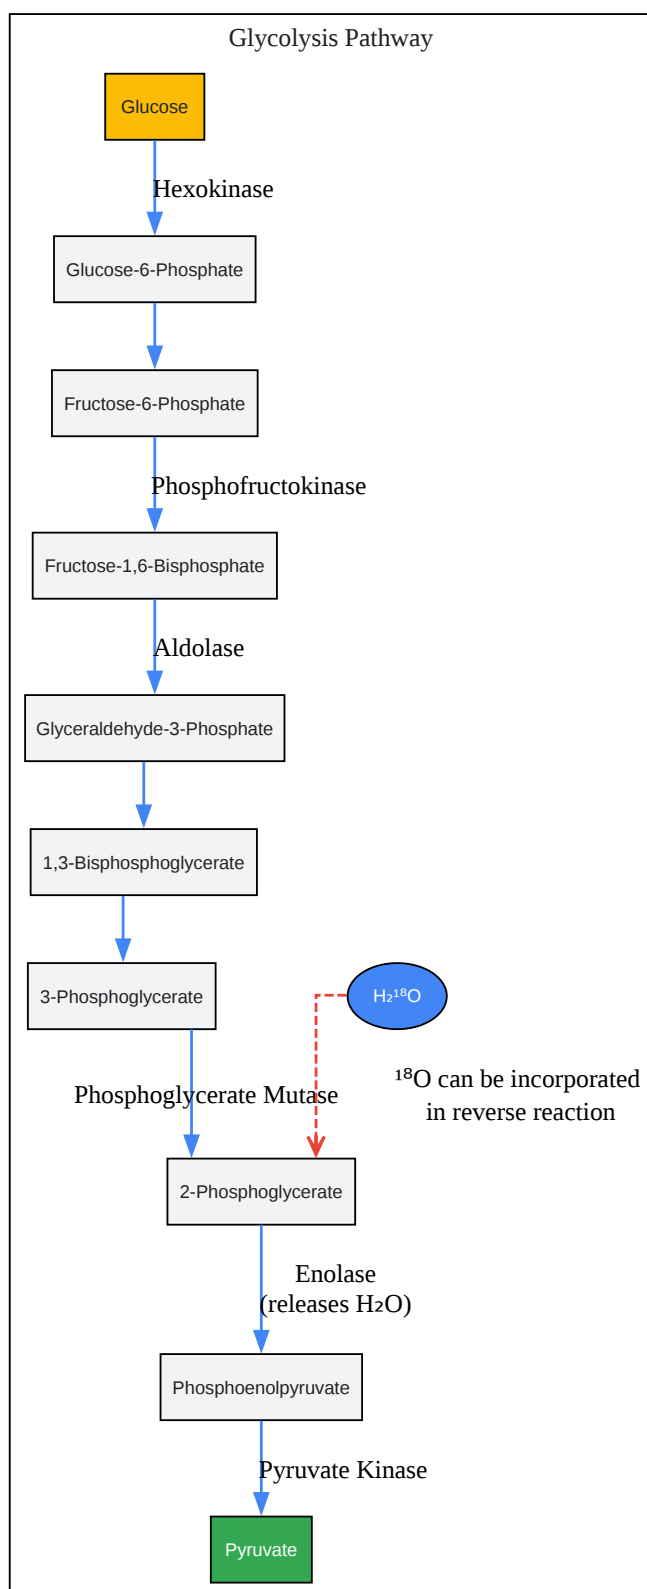 Glycolysis Pathway
Glucose
Hexokinase
Glucose-6-Phosphate
Fructose-6-Phosphate
Phosphofructokinase
Fructose-1,6-Bisphosphate
Aldolase
Glyceraldehyde-3-Phosphate
1,3-Bisphosphoglycerate
3-Phosphoglycerate
H₂¹⁸O
¹⁸O can be incorporated
in reverse reaction
Phosphoglycerate Mutase
2-Phosphoglycerate
Enolase
(releases H₂O)
Phosphoenolpyruvate
Pyruvate Kinase
Pyruvate